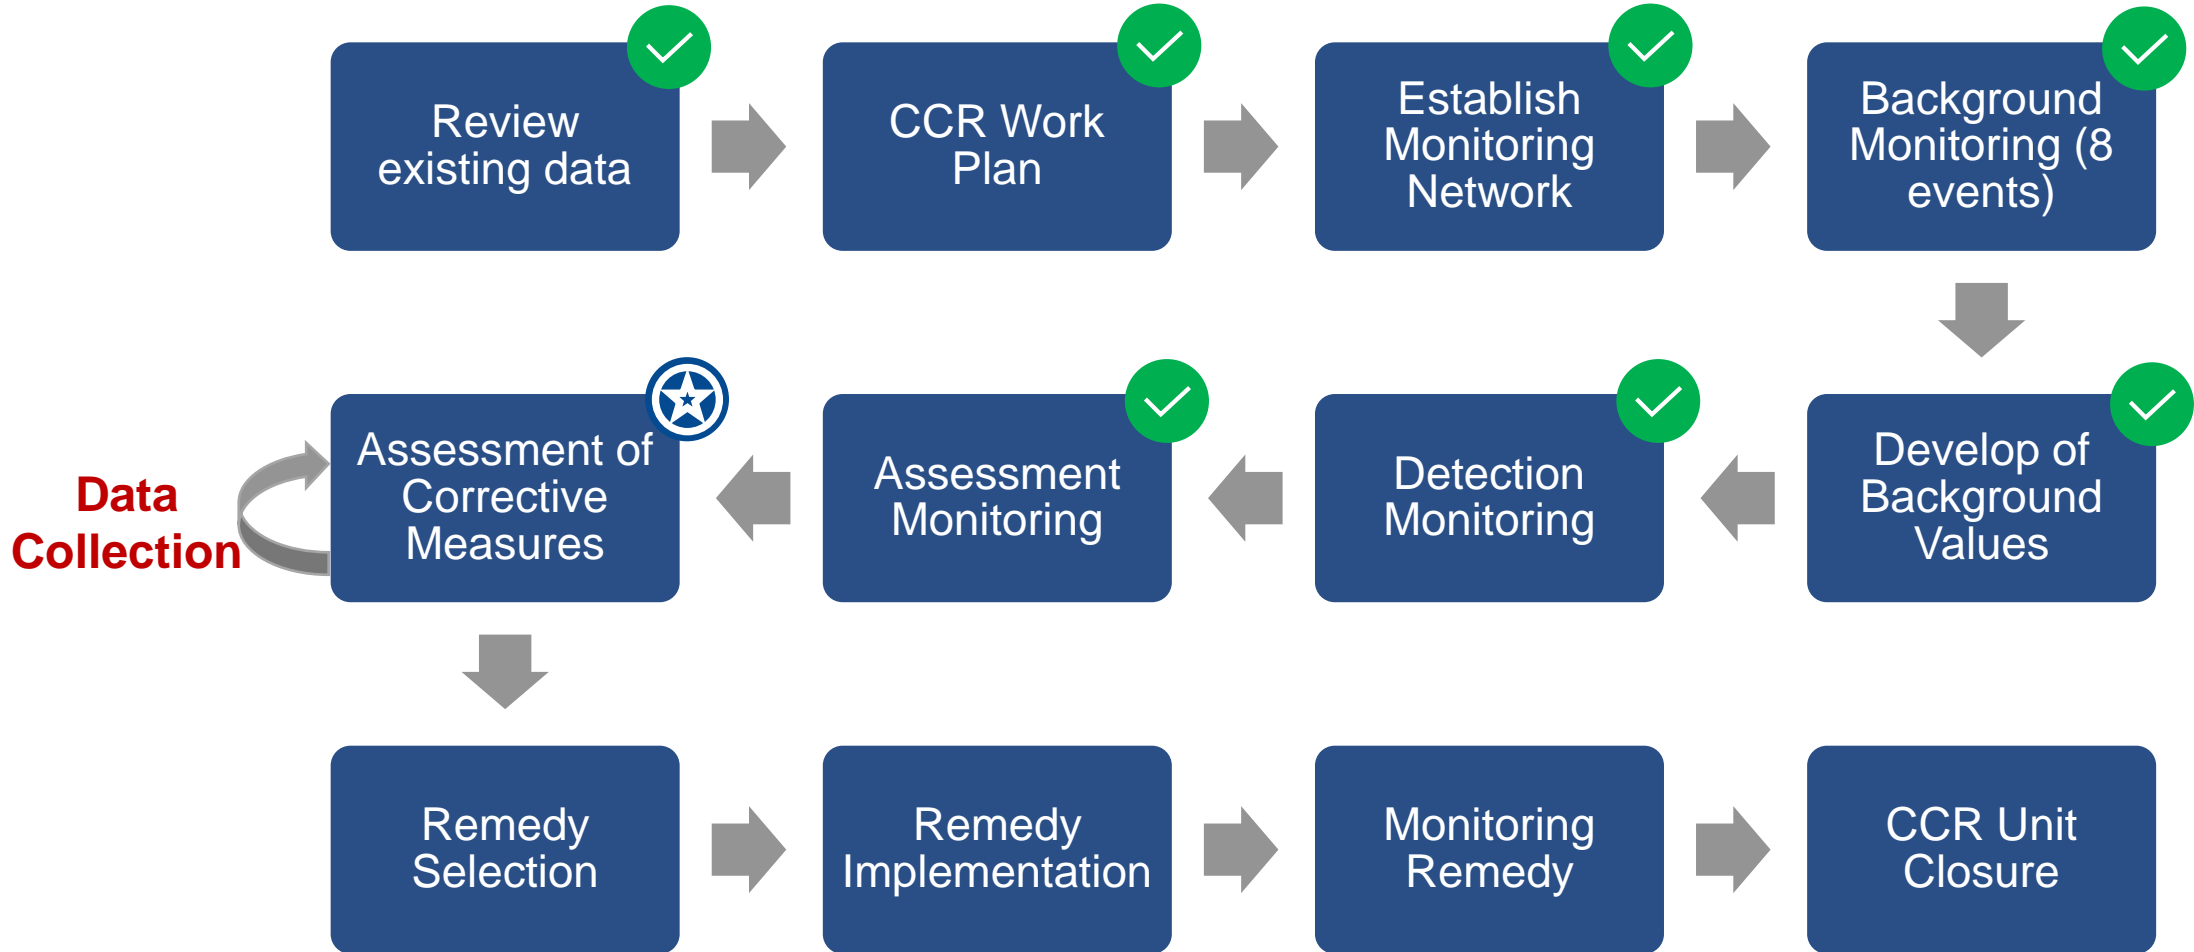 Review
existing data
CCR Work
Plan
Establish
Monitoring
Network
Background
Monitoring (8
events)
Develop of
Background
Values
Detection
Monitoring
Assessment
Monitoring
Assessment of
Corrective
Measures
Data
Collection
Remedy
Selection
Remedy
Implementation
Monitoring
Remedy
CCR Unit
Closure